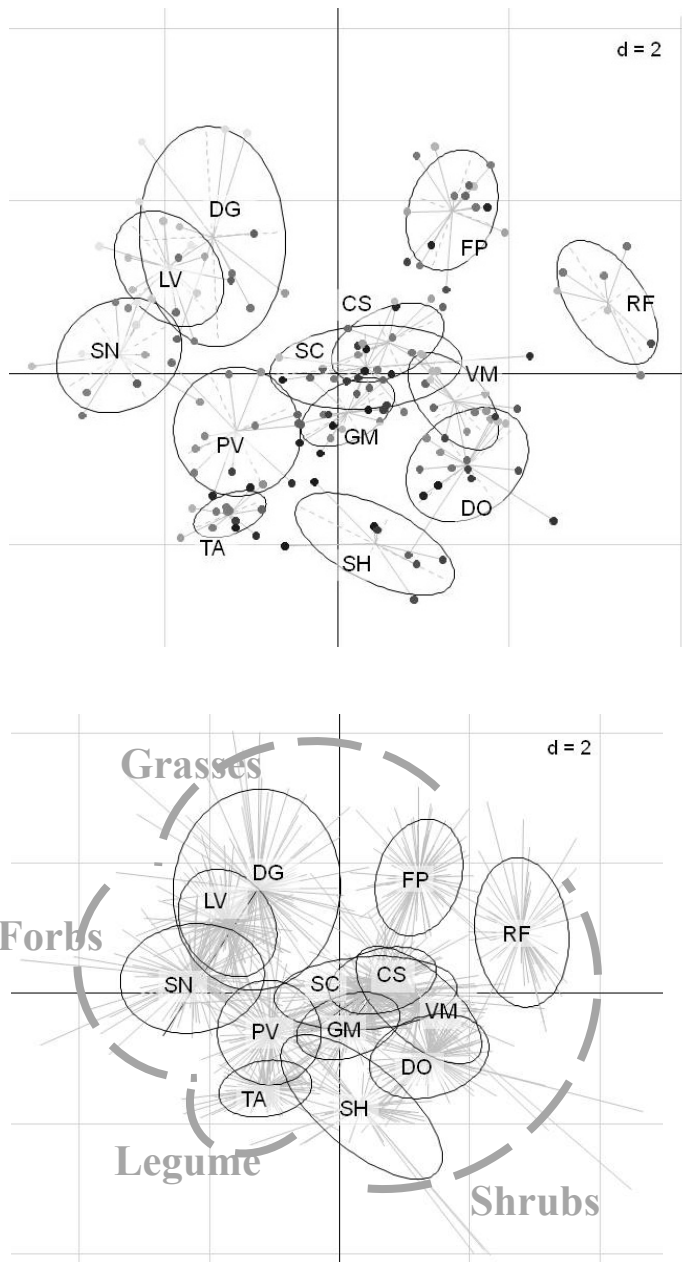 d = 2
DG
FP
LV
CS
RF
SN
SC
VM
PV
GM
DO
TA
SH
d = 2
Grasses
DG
FP
LV
RF
Forbs
SN
SC
CS
VM
PV
GM
DO
TA
SH
Legume
Shrubs